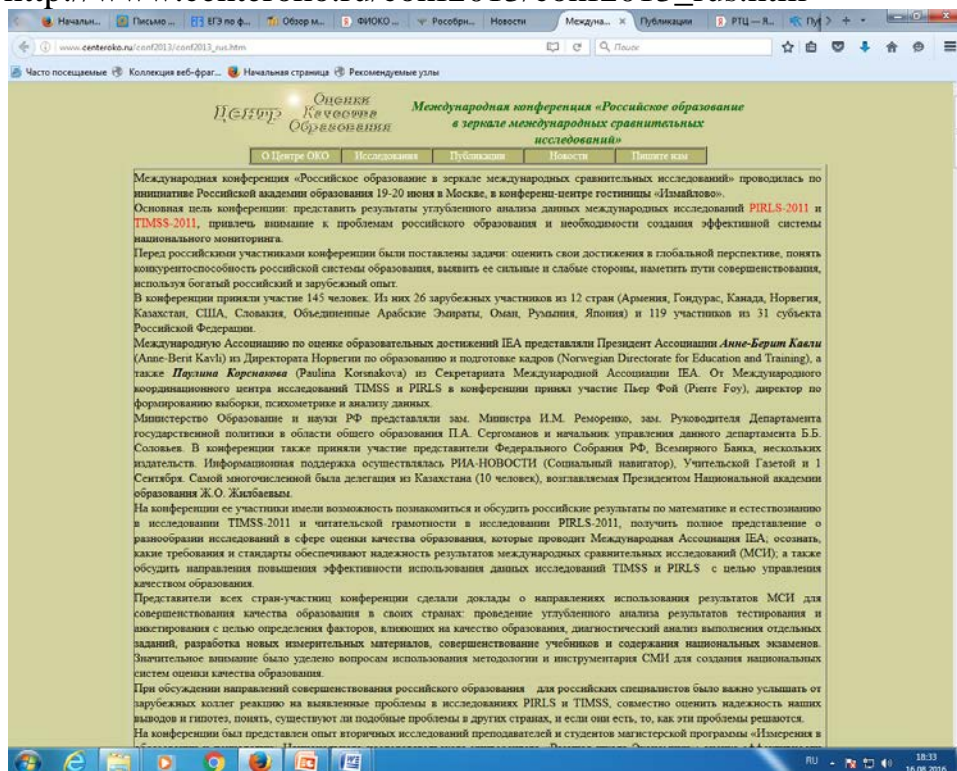 http://www.centeroko.ru/conf2013/conf2013_rus.htm
Начальн... Письмо ... ЕГЭ по ф... Обзор м... ФИОКО ... Рособрн... Новости Междуна... × Публикации РТЦ — Я...
www.centeroko.ru/conf2013/conf2013_rus.htm Поиск
Часто посещаемые Коллекция веб-фраг... Начальная страница Рекомендуемые узлы
Центр Оценки Качества Образования
Международная конференция «Российское образование
в зеркале международных сравнительных
исследований»
О Центре ОКО Исследования Публикации Новости Пишите нам
Международная конференция «Российское образование в зеркале международных сравнительных исследований» проводилась по
инициативе Российской академии образования 19-20 июня в Москве, в конференц-центре гостиницы «Измайлово».
Основная цель конференции: представить результаты углубленного анализа данных международных исследований PIRLS-2011 и
TIMSS-2011, привлечь внимание к проблемам российского образования и необходимости создания эффективной системы
национального мониторинга.
Перед российскими участниками конференции были поставлены задачи: оценить свои достижения в глобальной перспективе, понять
конкурентоспособность российской системы образования, выявить ее сильные и слабые стороны, наметить пути совершенствования,
используя богатый российский и зарубежный опыт.
В конференции приняли участие 145 человек. Из них 26 зарубежных участников из 12 стран (Армения, Гондурас, Канада, Норвегия,
Казахстан, США, Словакия, Объединенные Арабские Эмираты, Оман, Румыния, Япония) и 119 участников из 31 субъекта
Российской Федерации.
Международную Ассоциацию по оценке образовательных достижений IEA представляли Президент Ассоциации Анне-Берит Кавли
(Anne-Berit Kavli) из Директората Норвегии по образованию и подготовке кадров (Norwegian Directorate for Education and Training), а
также Паулина Корснакова (Paulina Korsnakova) из Секретариата Международной Ассоциации IEA. От Международного
координационного центра исследований TIMSS и PIRLS в конференции принял участие Пьер Фой (Pierre Foy), директор по
формированию выборки, психометрике и анализу данных.
Министерство Образование и науки РФ представляли зам. Министра И.М. Реморенко, зам. Руководителя Департамента
государственной политики в области общего образования П.А. Сергоманов и начальник управления данного департамента Б.Б.
Соловьев. В конференции также приняли участие представители Федерального Собрания РФ, Всемирного Банка, нескольких
издательств. Информационная поддержка осуществлялась РИА-НОВОСТИ (Социальный навигатор), Учительской Газетой и 1
Сентября. Самой многочисленной была делегация из Казахстана (10 человек), возглавляемая Президентом Национальной академии
образования Ж.О. Жилбаевым.
На конференции ее участники имели возможность познакомиться и обсудить российские результаты по математике и естествознанию
в исследовании TIMSS-2011 и читательской грамотности в исследовании PIRLS-2011, получить полное представление о
разнообразии исследований в сфере оценки качества образования, которые проводит Международная Ассоциация IEA; осознать,
какие требования и стандарты обеспечивают надежность результатов международных сравнительных исследований (МСИ); а также
обсудить направления повышения эффективности использования данных исследований TIMSS и PIRLS с целью управления
качеством образования.
Представители всех стран-участниц конференции сделали доклады о направлениях использования результатов МСИ для
совершенствования качества образования в своих странах: проведение углубленного анализа результатов тестирования и
анкетирования с целью определения факторов, влияющих на качество образования, диагностический анализ выполнения отдельных
заданий, разработка новых измерительных материалов, совершенствование учебников и содержания национальных экзаменов.
Значительное внимание было уделено вопросам использования методологии и инструментария СМИ для создания национальных
систем оценки качества образования.
При обсуждении направлений совершенствования российского образования для российских специалистов было важно услышать от
зарубежных коллег реакцию на выявленные проблемы в исследованиях PIRLS и TIMSS, совместно оценить надежность наших
выводов и гипотез, понять, существуют ли подобные проблемы в других странах, и если они есть, то, как эти проблемы решаются.
На конференции был представлен опыт вторичных исследований преподавателей и студентов магистерской программы «Измерения в
RU 18:33
16.08.2016